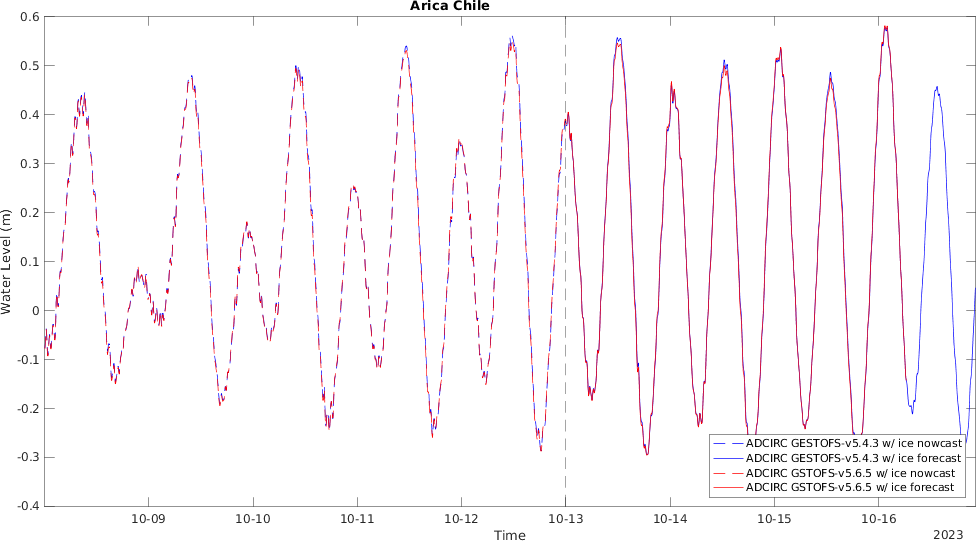 Arica Chile
0.6
0.5
0.4
0.3
0.2
0.1
0
-0.1
-0.2
-0.3
-0.4
Water Level (m)
ADCIRC GESTOFS-v5.4.3 w/ ice nowcast
ADCIRC GESTOFS-v5.4.3 w/ ice forecast
ADCIRC GSTOFS-v5.6.5 w/ ice nowcast
ADCIRC GSTOFS-v5.6.5 w/ ice forecast
10-09 10-10 10-11 10-12 10-13 10-14 10-15 10-16
Time
2023